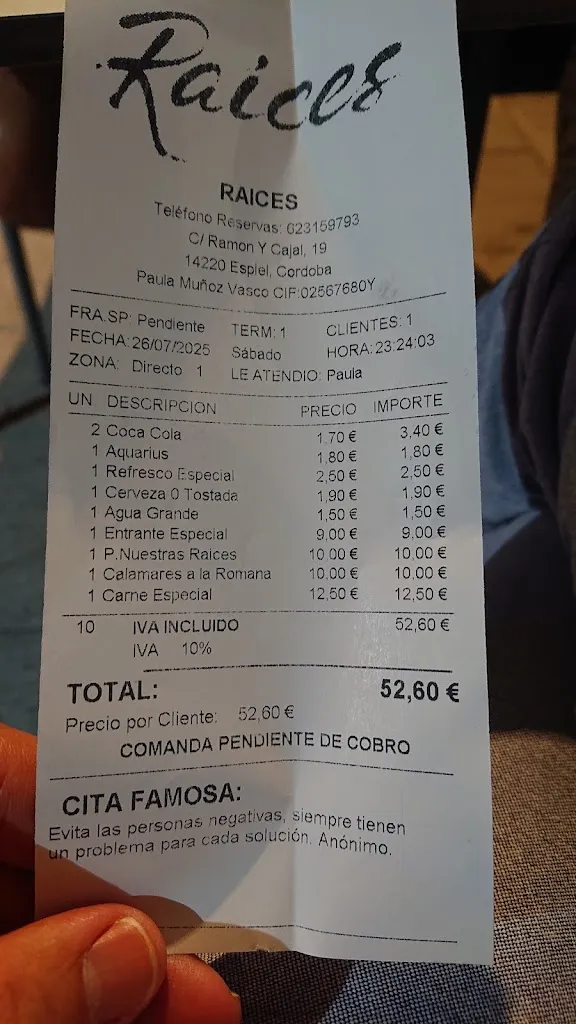 Raices
RAICES
Teléfono Reservas: 623159793
C/ Ramon Y Cajal, 19
14220 Espiel, Cordoba
Paula Muñoz Vasco CIF:02567680Y
FRA.SP: Pendiente TERM: 1 CLIENTES: 1
FECHA: 26/07/2025 Sábado HORA: 23:24:03
ZONA: Directo 1 LE ATENDIO: Paula
UN DESCRIPCION PRECIO IMPORTE
2 Coca Cola 1,70 € 3,40 €
1 Aquarius 1,80 € 1,80 €
1 Refresco Especial 2,50 € 2,50 €
1 Cerveza 0 Tostada 1,90 € 1,90 €
1 Agua Grande 1,50 € 1,50 €
1 Entrante Especial 9,00 € 9,00 €
1 P.Nuestras Raices 10,00 € 10,00 €
1 Calamares a la Romana 10,00 € 10,00 €
1 Carne Especial 12,50 € 12,50 €
10 IVA INCLUIDO 52,60 €
IVA 10%
TOTAL: 52,60 €
Precio por Cliente: 52,60 €
COMANDA PENDIENTE DE COBRO
CITA FAMOSA:
Evita las personas negativas, siempre tienen
un problema para cada solución. Anónimo.